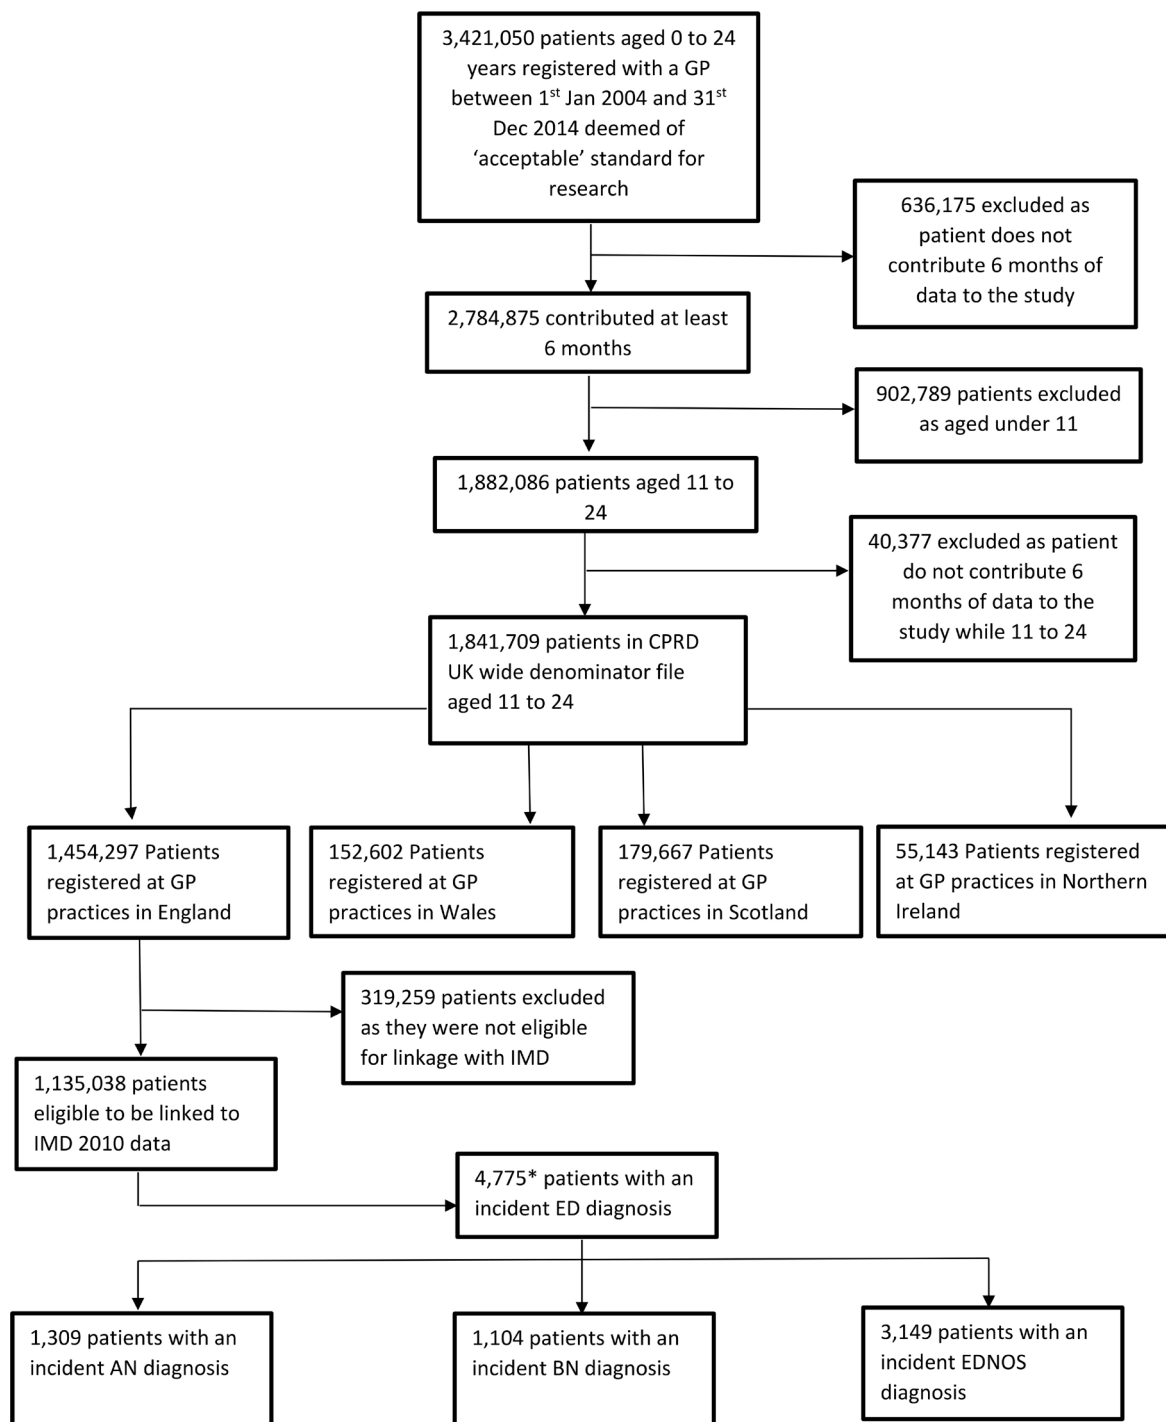 3,421,050 patients aged 0 to 24
years registered with a GP
between 1st Jan 2004 and 31st
Dec 2014 deemed of
‘acceptable’ standard for
research
636,175 excluded as
patient does not
contribute 6 months of
data to the study
2,784,875 contributed at least
6 months
902,789 patients excluded
as aged under 11
1,882,086 patients aged 11 to
24
40,377 excluded as patient
do not contribute 6
months of data to the
study while 11 to 24
1,841,709 patients in CPRD
UK wide denominator file
aged 11 to 24
1,454,297 Patients
registered at GP
practices in England
152,602 Patients
registered at GP
practices in Wales
179,667 Patients
registered at GP
practices in Scotland
55,143 Patients registered
at GP practices in Northern
Ireland
319,259 patients excluded
as they were not eligible
for linkage with IMD
1,135,038 patients
eligible to be linked to
IMD 2010 data
4,775* patients with an
incident ED diagnosis
1,309 patients with an
incident AN diagnosis
1,104 patients with an
incident BN diagnosis
3,149 patients with an
incident EDNOS
diagnosis